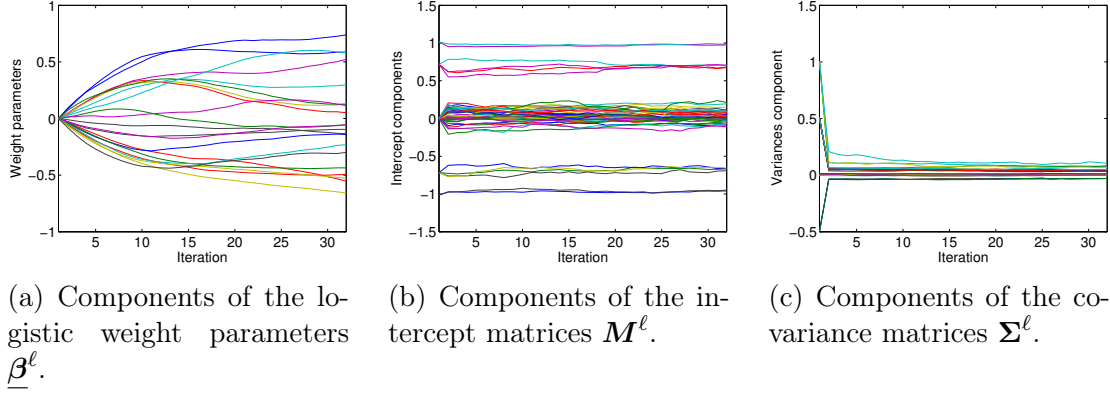 1
0.5
0
−0.5
−1
5 10 15 20 25 30
Iteration
Weight parameters
1.5
1
0.5
0
−0.5
−1
−1.5
5 10 15 20 25 30
Iteration
Intercept components
1.5
1
0.5
0
−0.5
5 10 15 20 25 30
Iteration
Variances component
(a) Components of the lo-
gistic weight parameters
β^ℓ.
(b) Components of the in-
tercept matrices M^ℓ.
(c) Components of the co-
variance matrices Σ^ℓ.